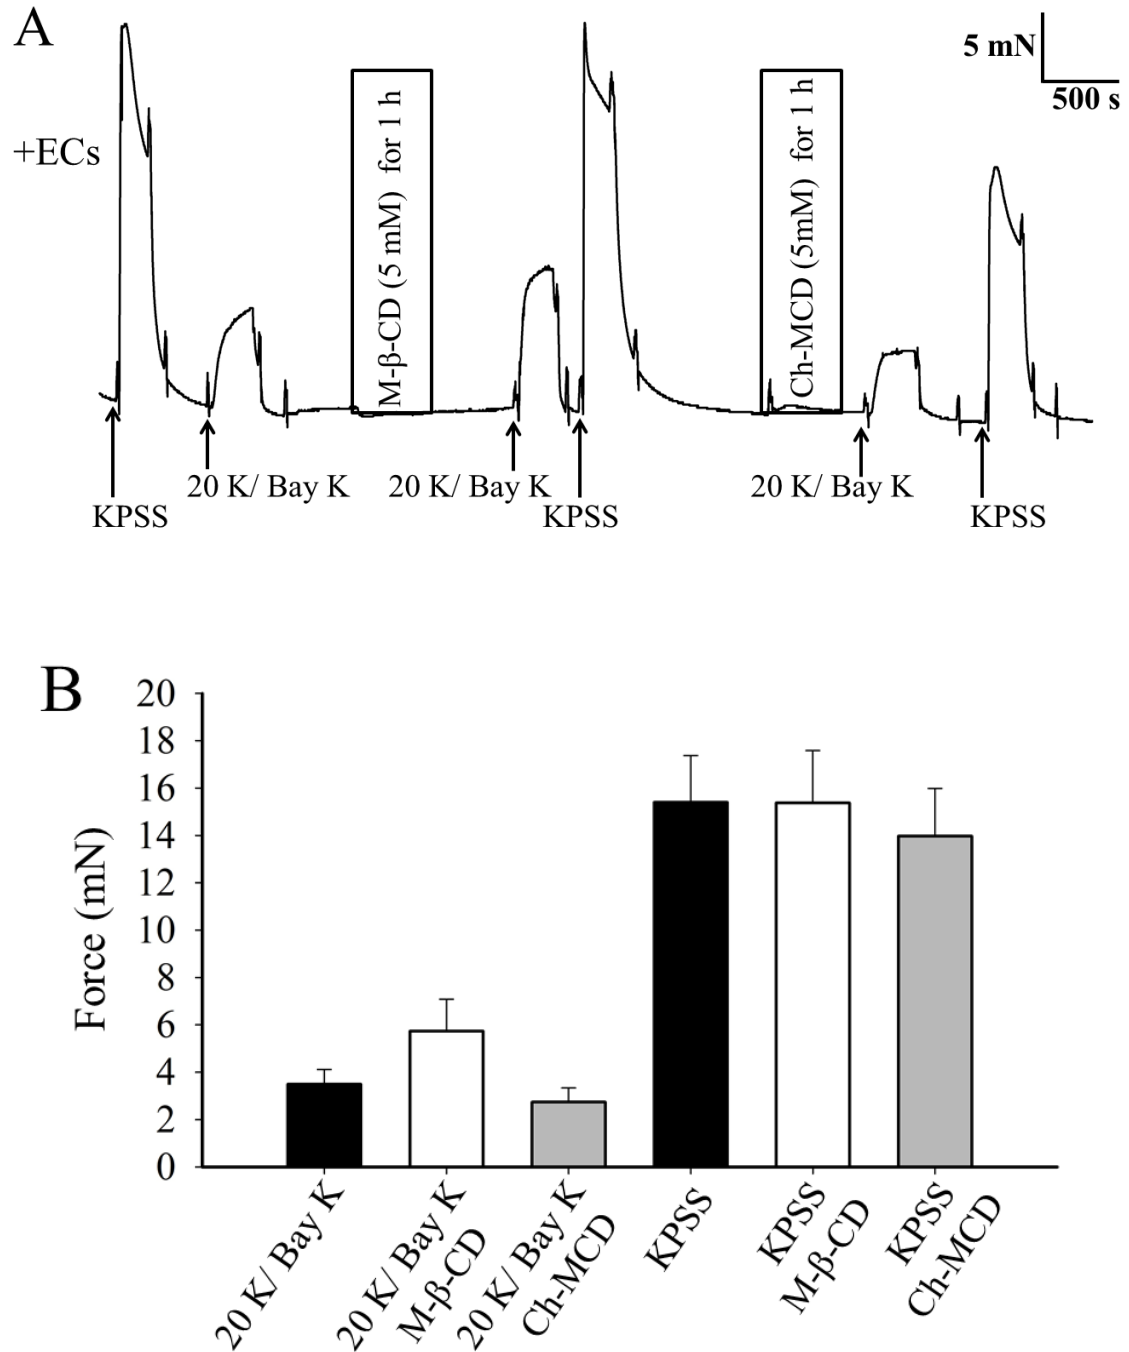 A
5 mN
500 s
+ECs
M-β-CD (5 mM) for 1 h
Ch-MCD (5mM) for 1 h
20 K/ Bay K
20 K/ Bay K
20 K/ Bay K
KPSS
KPSS
KPSS
B
Force (mN)
20
18
16
14
12
10
8
6
4
2
0
20 K/ Bay K
20 K/ Bay K
M-β-CD
20 K/ Bay K
Ch-MCD
KPSS
KPSS
M-β-CD
KPSS
Ch-MCD